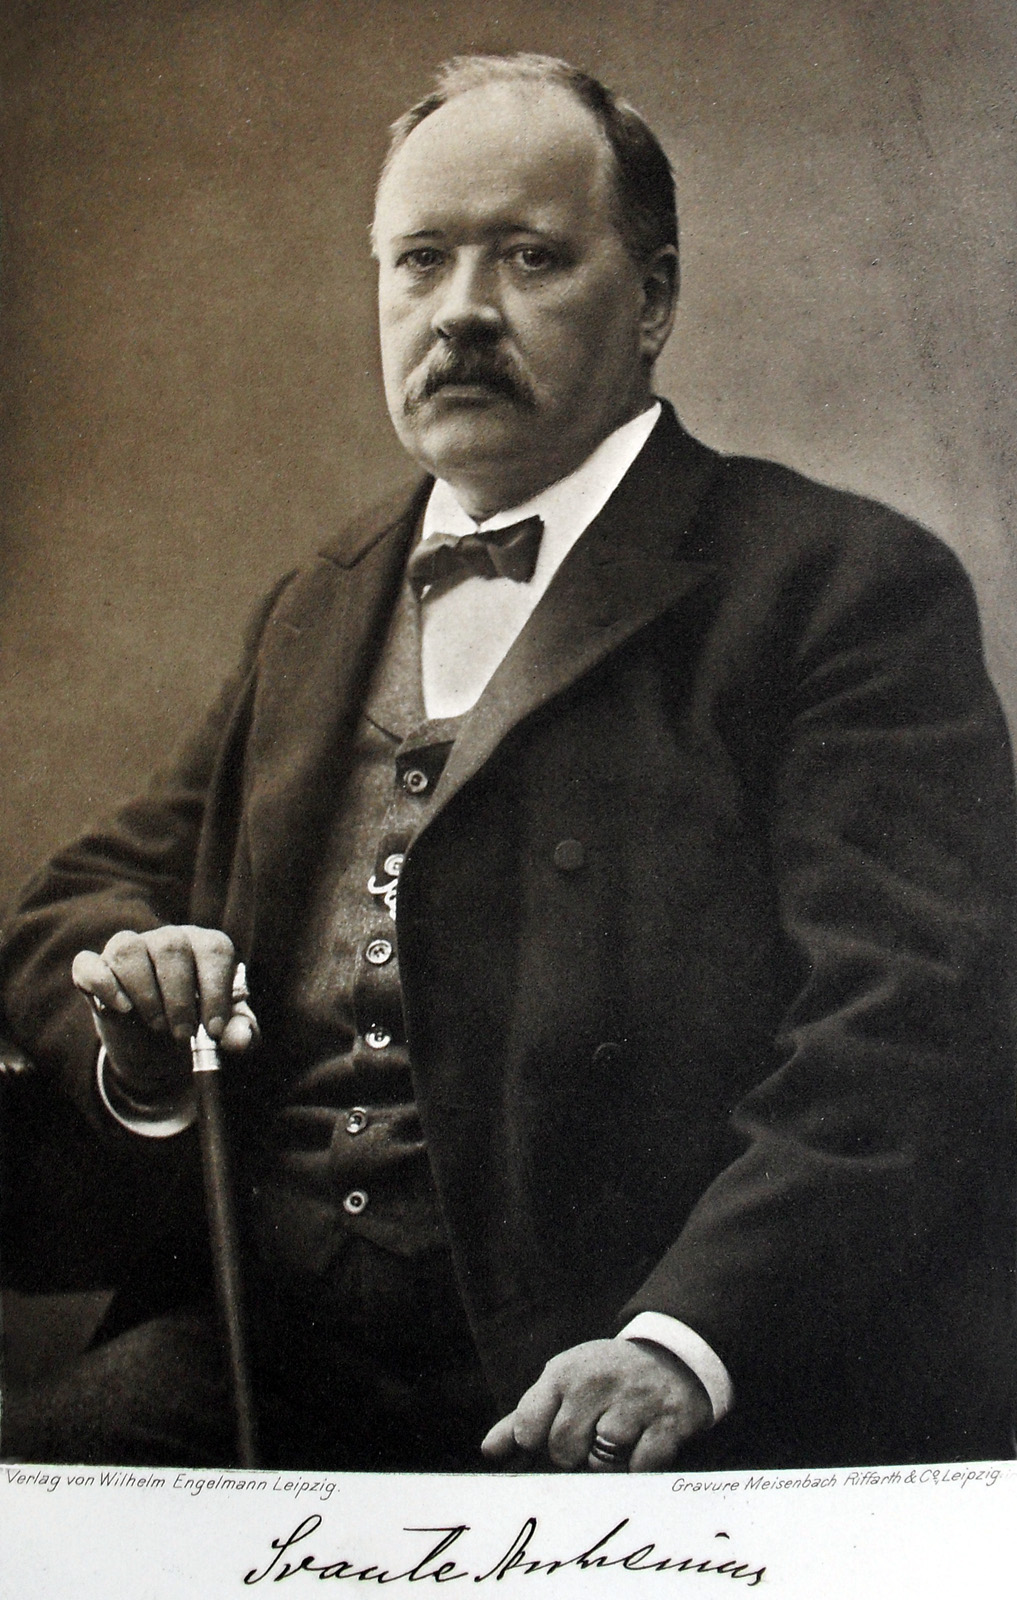 Verlag von Wilhelm Engelmann Leipzig.
Gravure Meisenbach Riffarth & Co, Leipzig.
Svante Arrhenius